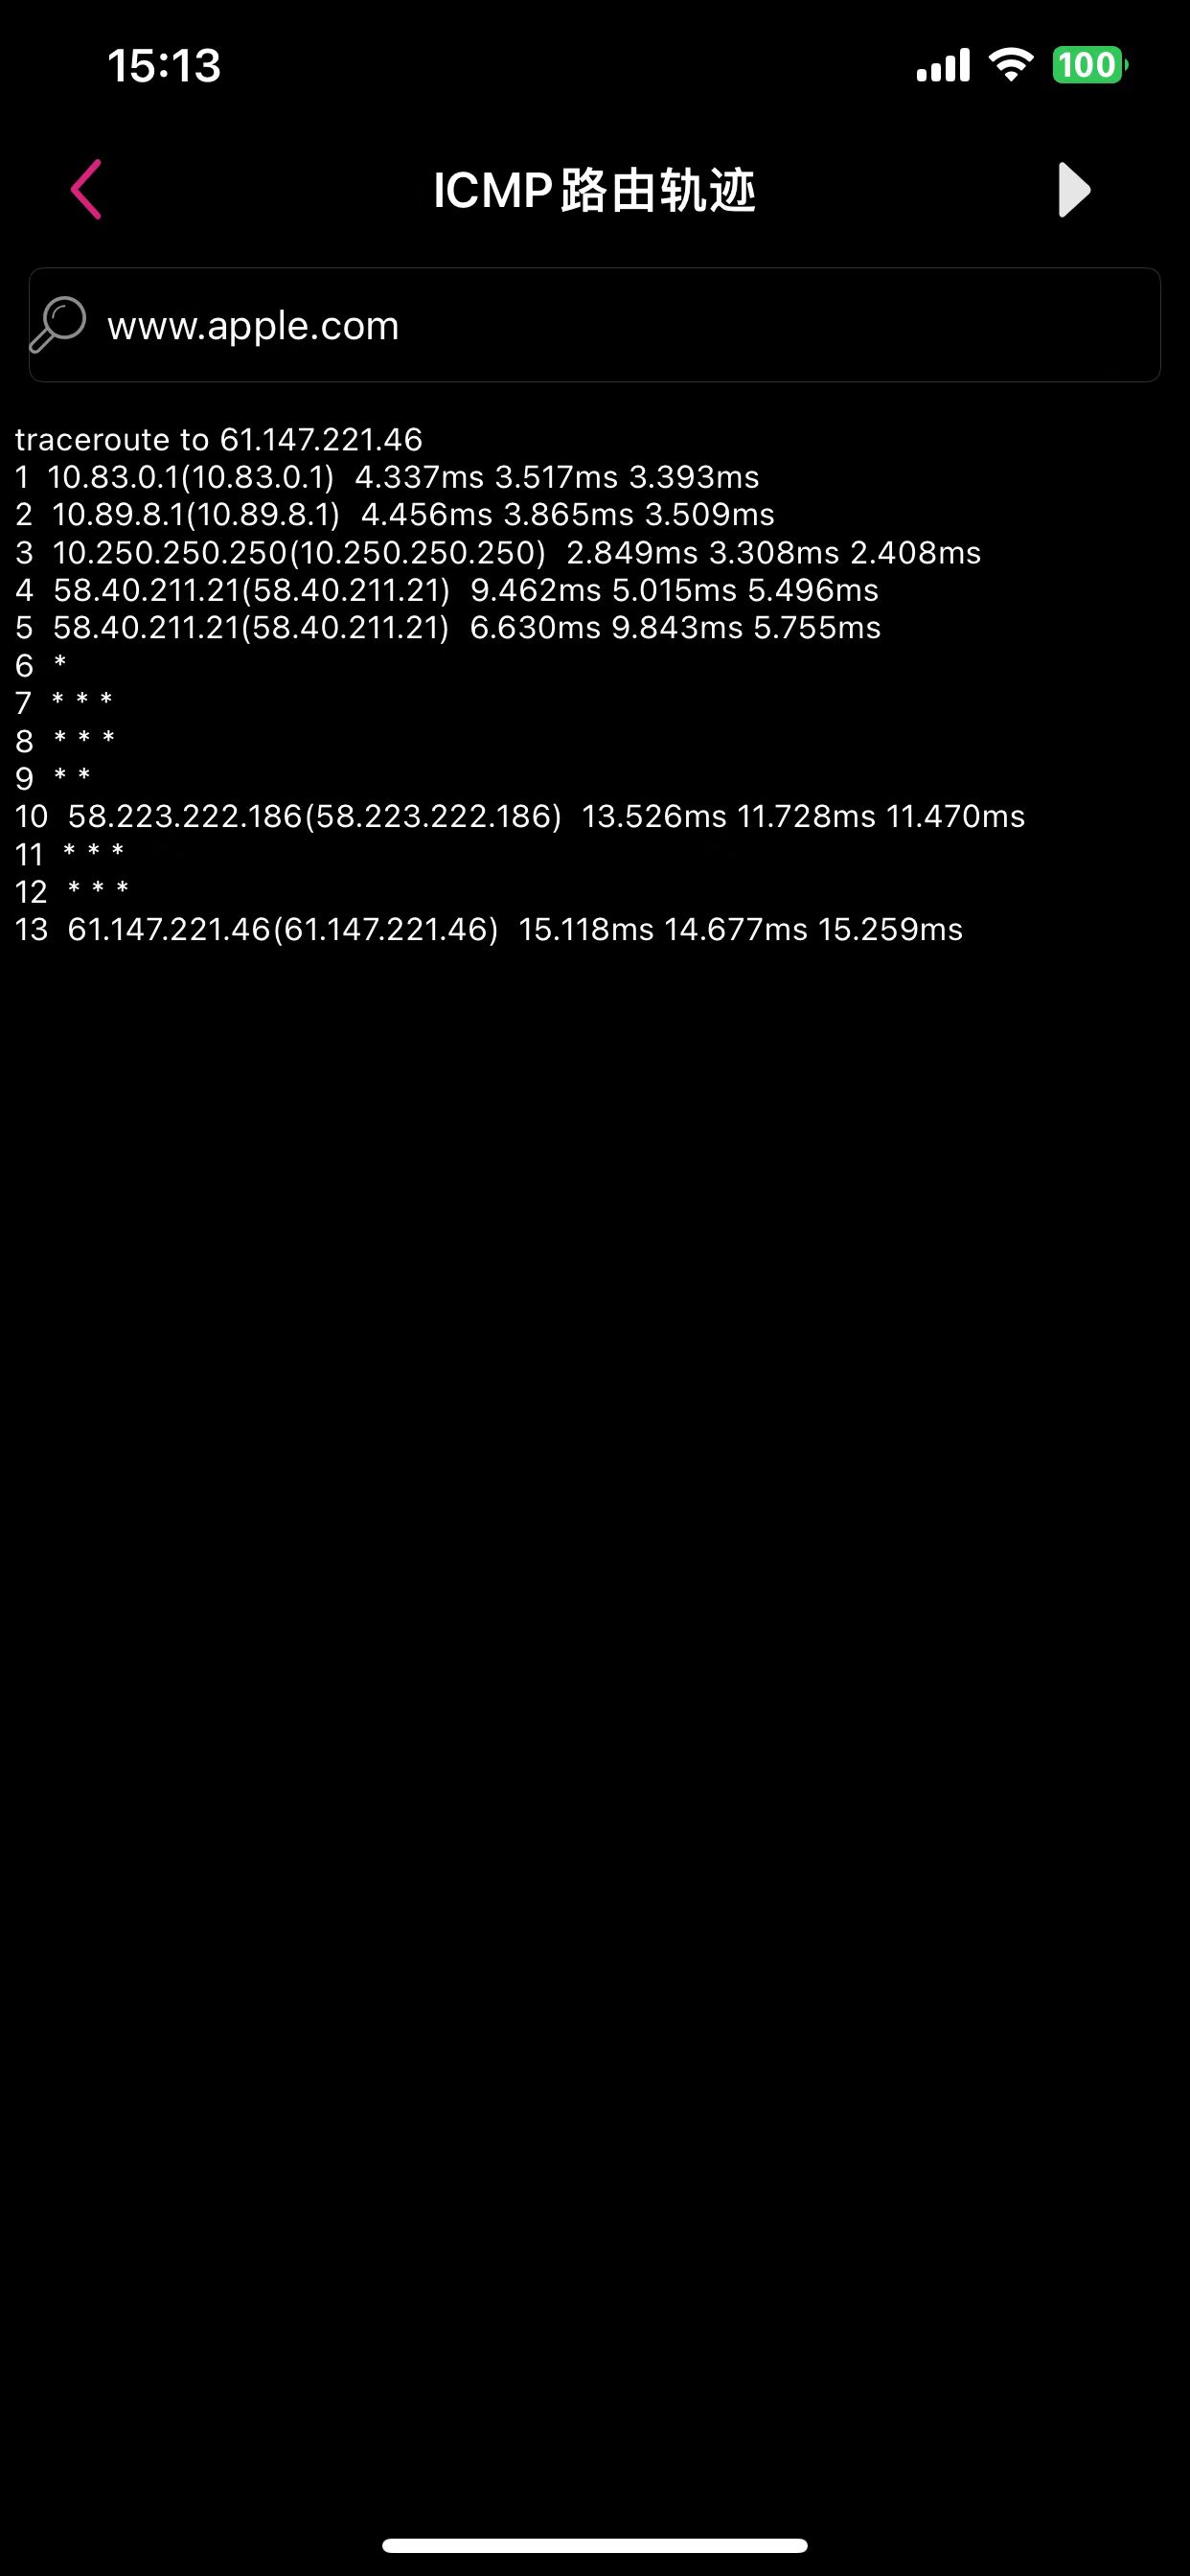 15:13
100
ICMP路由轨迹
www.apple.com
traceroute to 61.147.221.46
1  10.83.0.1(10.83.0.1)  4.337ms 3.517ms 3.393ms
2  10.89.8.1(10.89.8.1)  4.456ms 3.865ms 3.509ms
3  10.250.250.250(10.250.250.250)  2.849ms 3.308ms 2.408ms
4  58.40.211.21(58.40.211.21)  9.462ms 5.015ms 5.496ms
5  58.40.211.21(58.40.211.21)  6.630ms 9.843ms 5.755ms
6  *
7  * * *
8  * * *
9  * *
10  58.223.222.186(58.223.222.186)  13.526ms 11.728ms 11.470ms
11  * * *
12  * * *
13  61.147.221.46(61.147.221.46)  15.118ms 14.677ms 15.259ms